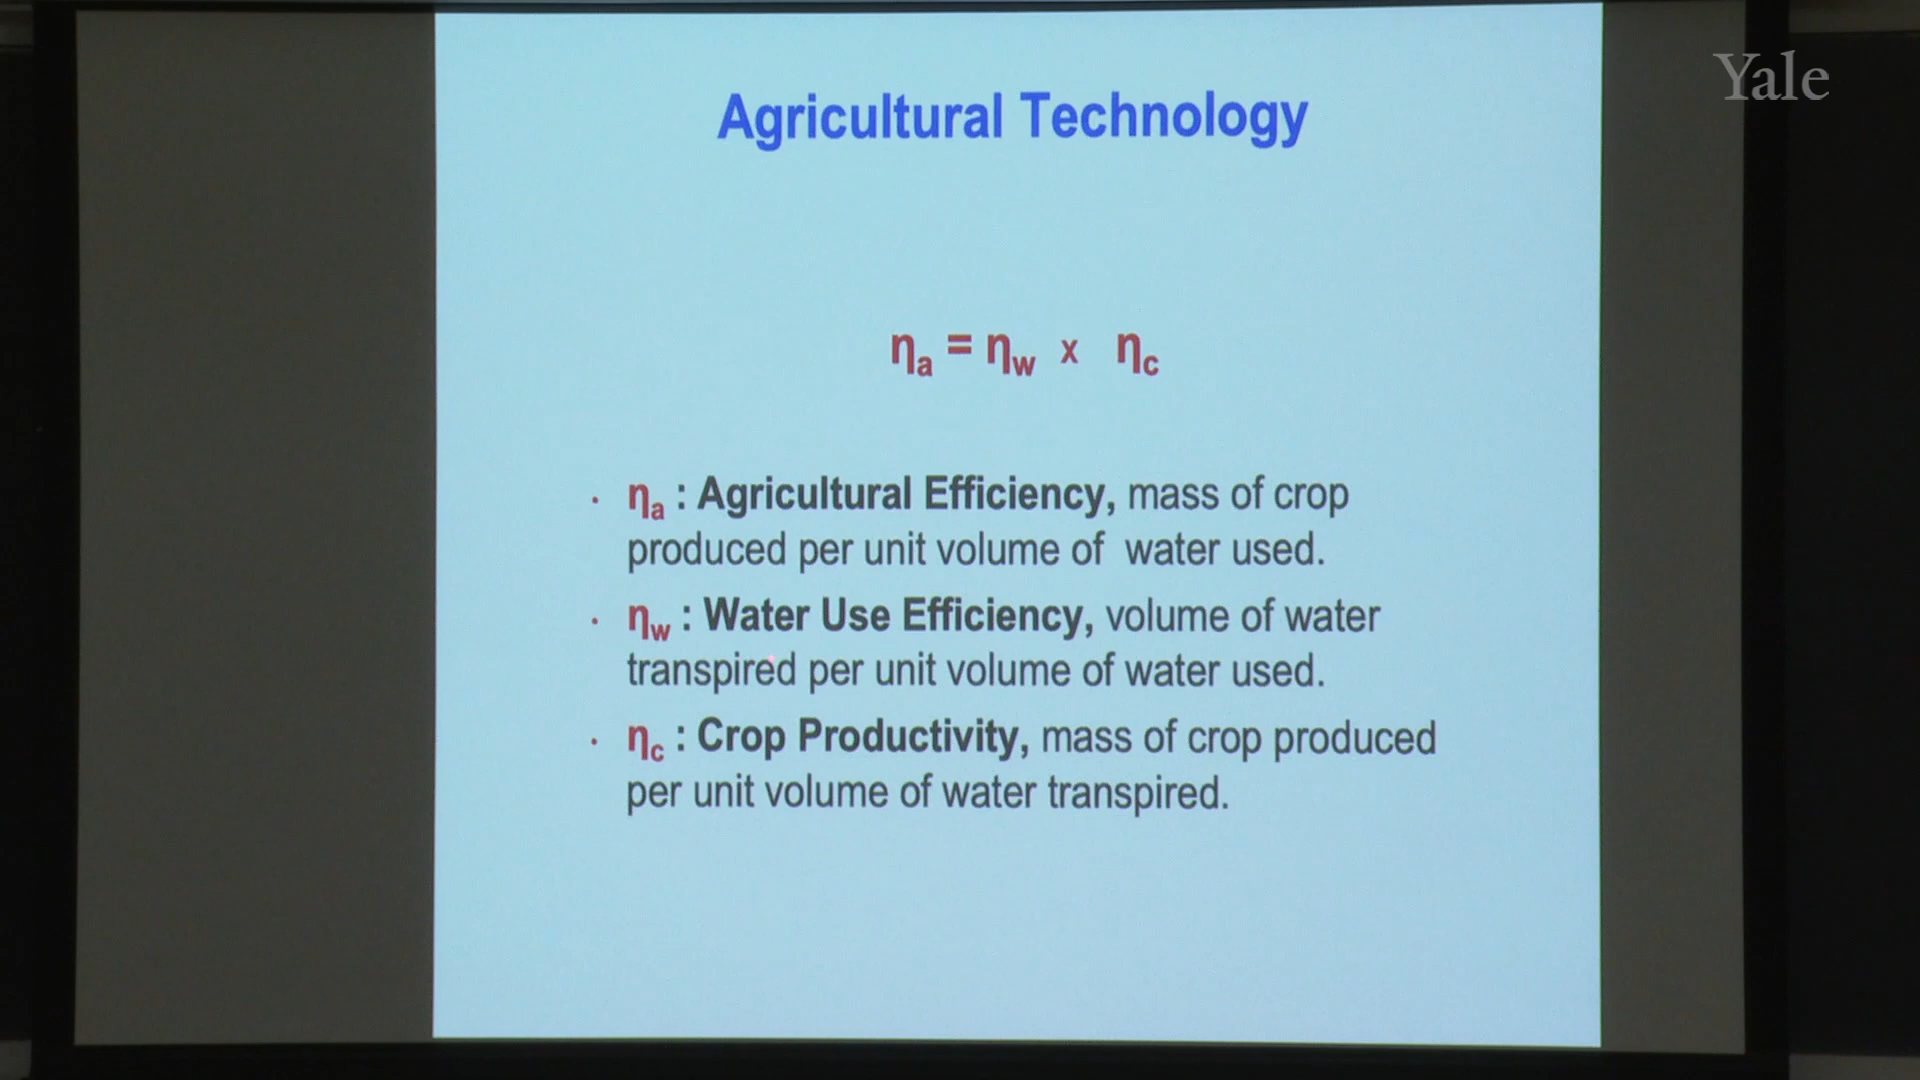 Yale
Agricultural Technology
ηa = ηw x ηc
· ηa : Agricultural Efficiency, mass of crop
produced per unit volume of water used.
· ηw : Water Use Efficiency, volume of water
transpired per unit volume of water used.
· ηc : Crop Productivity, mass of crop produced
per unit volume of water transpired.